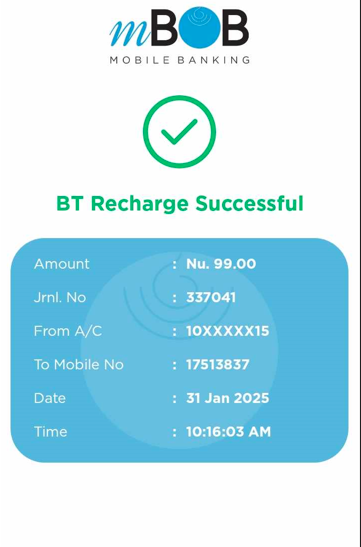 mBOB
MOBILE BANKING
BT Recharge Successful
Amount : Nu. 99.00
Jrnl. No : 337041
From A/C : 10XXXXX15
To Mobile No : 17513837
Date : 31 Jan 2025
Time : 10:16:03 AM